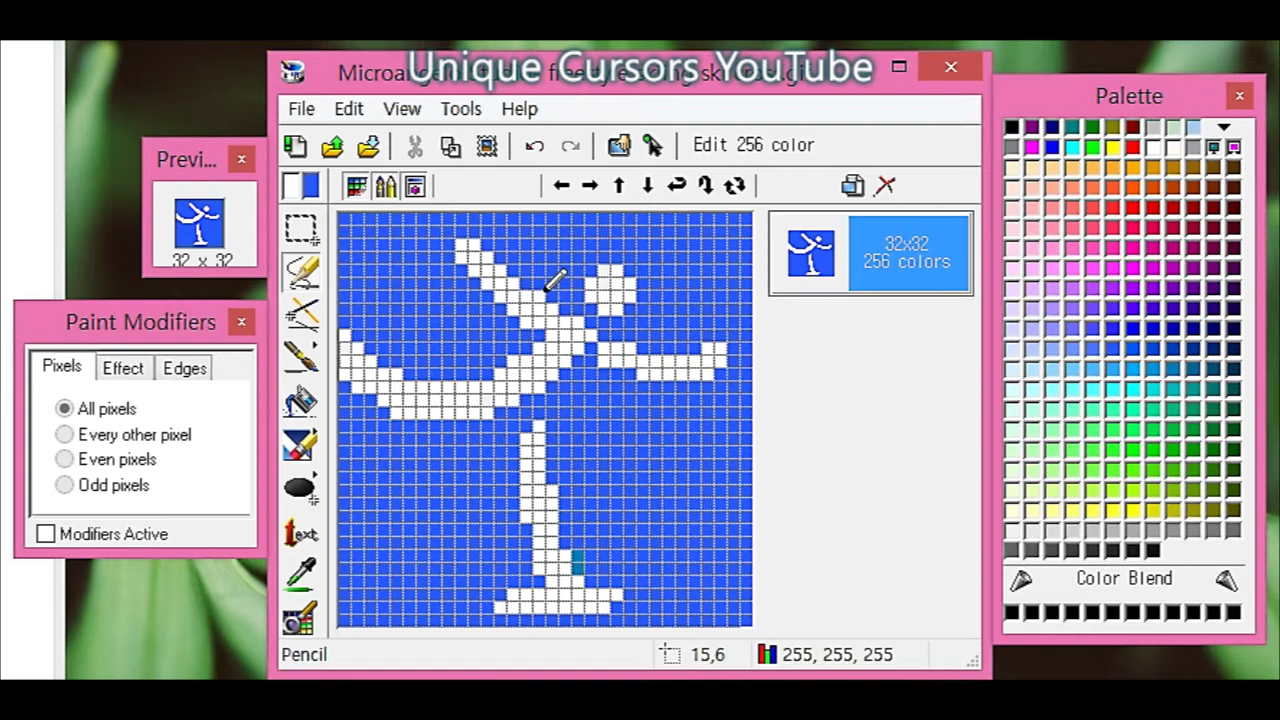 Unique Cursors YouTube
File Edit View Tools Help
Edit 256 color
Previ...
32 x 32
Paint Modifiers
Pixels Effect Edges
All pixels
Every other pixel
Even pixels
Odd pixels
Modifiers Active
text
32x32
256 colors
Pencil
15,6
255, 255, 255
Palette
Color Blend